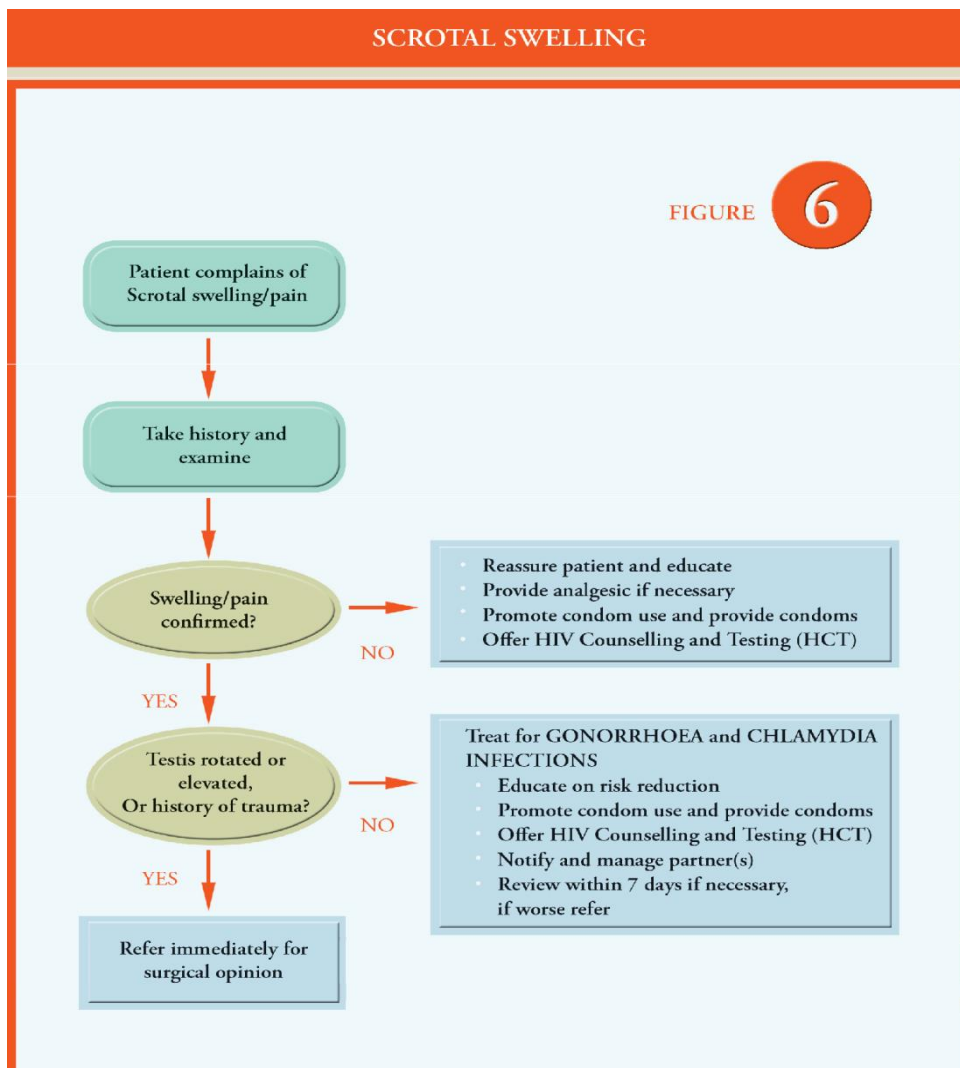 SCROTAL SWELLING
FIGURE 6
Patient complains of
Scrotal swelling/pain
Take history and
examine
Swelling/pain
confirmed?
NO
• Reassure patient and educate
• Provide analgesic if necessary
• Promote condom use and provide condoms
• Offer HIV Counselling and Testing (HCT)
YES
Testis rotated or
elevated,
Or history of trauma?
NO
Treat for GONORRHOEA and CHLAMYDIA
INFECTIONS
• Educate on risk reduction
• Promote condom use and provide condoms
• Offer HIV Counselling and Testing (HCT)
• Notify and manage partner(s)
• Review within 7 days if necessary,
if worse refer
YES
Refer immediately for
surgical opinion